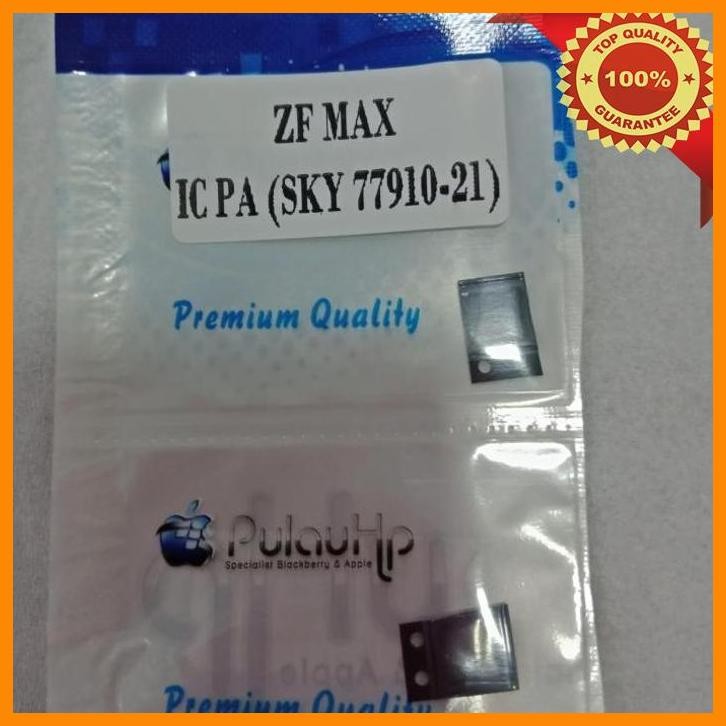 TOP QUALITY
100%
GUARANTEE
ZF MAX
IC PA (SKY 77910-21)
Premium Quality
PulauHp
Specialist Blackberry & Apple
Apple
Premium Quality